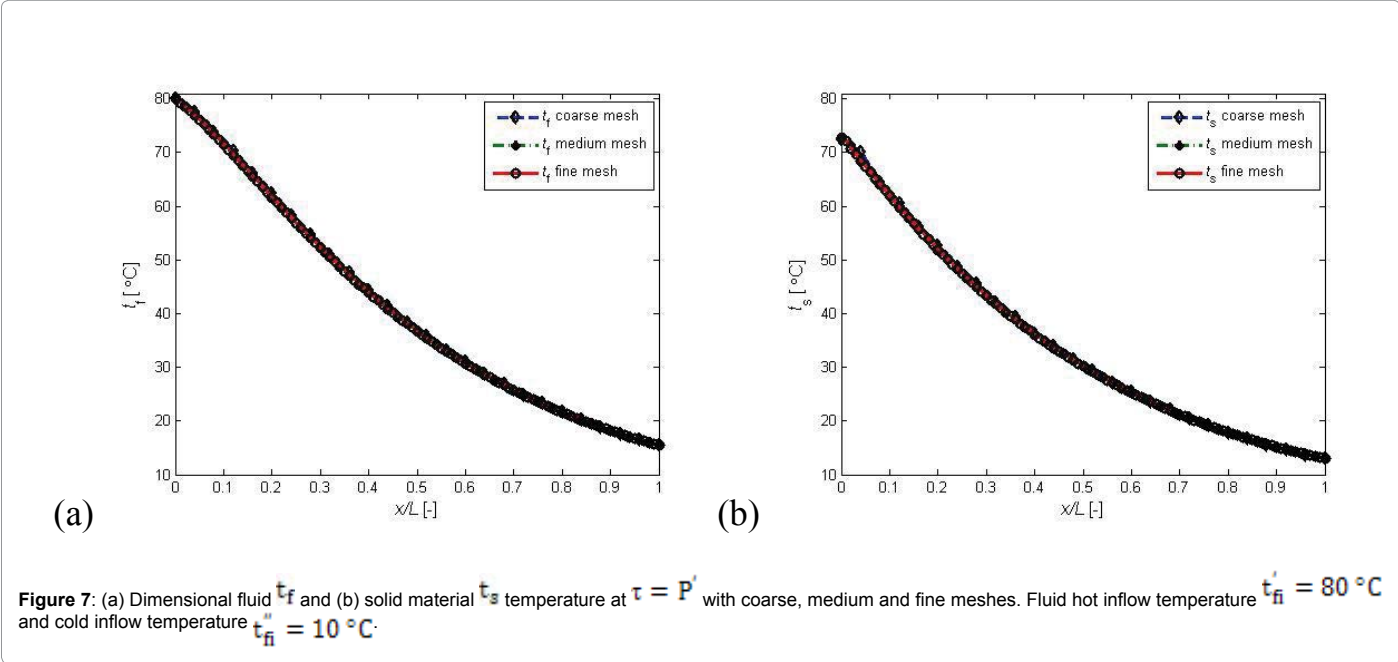 80
70
60
50
40
30
20
10
t_f [°C]
0 0.1 0.2 0.3 0.4 0.5 0.6 0.7 0.8 0.9 1
x/L [-]
t_f coarse mesh
t_f medium mesh
t_f fine mesh
(a)
80
70
60
50
40
30
20
10
t_s [°C]
0 0.1 0.2 0.3 0.4 0.5 0.6 0.7 0.8 0.9 1
x/L [-]
t_s coarse mesh
t_s medium mesh
t_s fine mesh
(b)
Figure 7: (a) Dimensional fluid t_f and (b) solid material t_s temperature at τ = P′ with coarse, medium and fine meshes. Fluid hot inflow temperature t′_fi = 80 °C
and cold inflow temperature t″_fi = 10 °C.